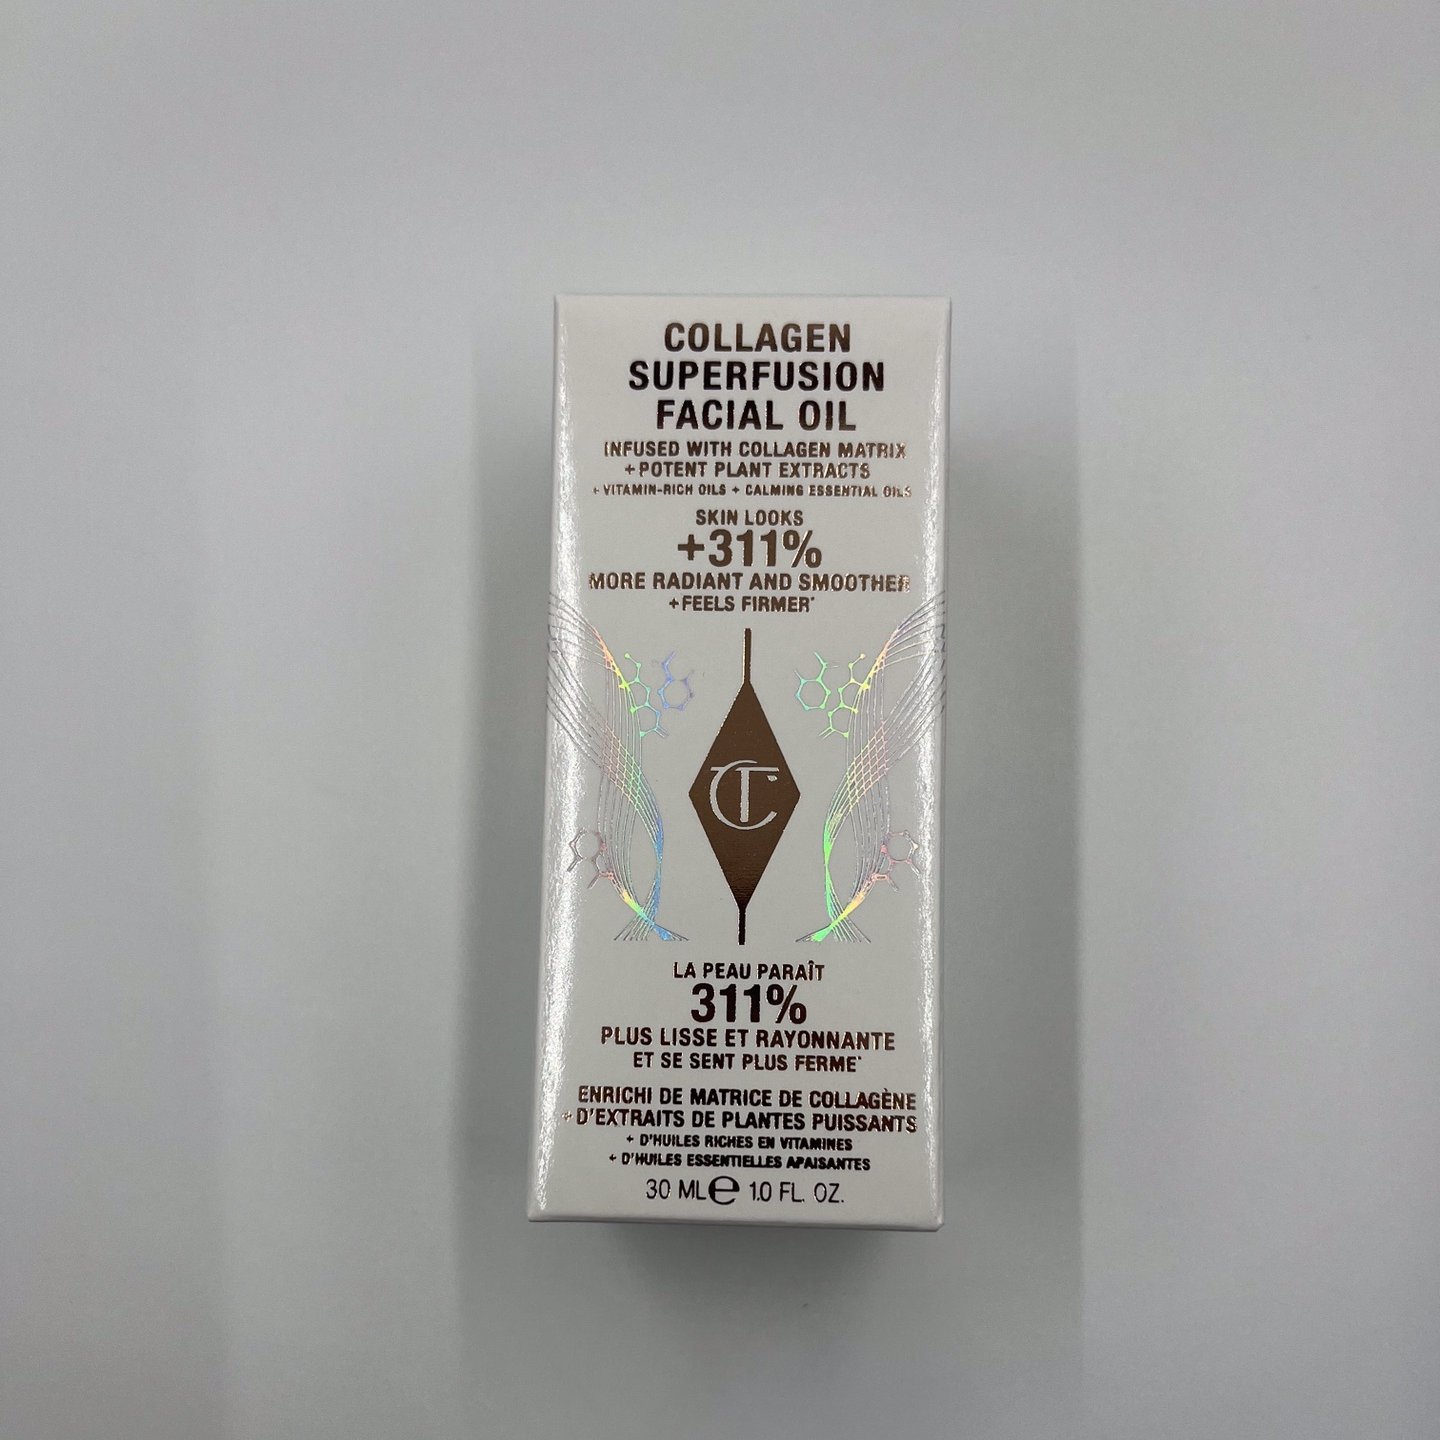 COLLAGEN
SUPERFUSION
FACIAL OIL
INFUSED WITH COLLAGEN MATRIX
+ POTENT PLANT EXTRACTS
+ VITAMIN-RICH OILS + CALMING ESSENTIAL OILS
SKIN LOOKS
+311%
MORE RADIANT AND SMOOTHER
+ FEELS FIRMER*
CT
LA PEAU PARAÎT
311%
PLUS LISSE ET RAYONNANTE
ET SE SENT PLUS FERME*
ENRICHI DE MATRICE DE COLLAGÈNE
+ D'EXTRAITS DE PLANTES PUISSANTS
+ D'HUILES RICHES EN VITAMINES
+ D'HUILES ESSENTIELLES APAISANTES
30 ML ℮ 1.0 FL. OZ.